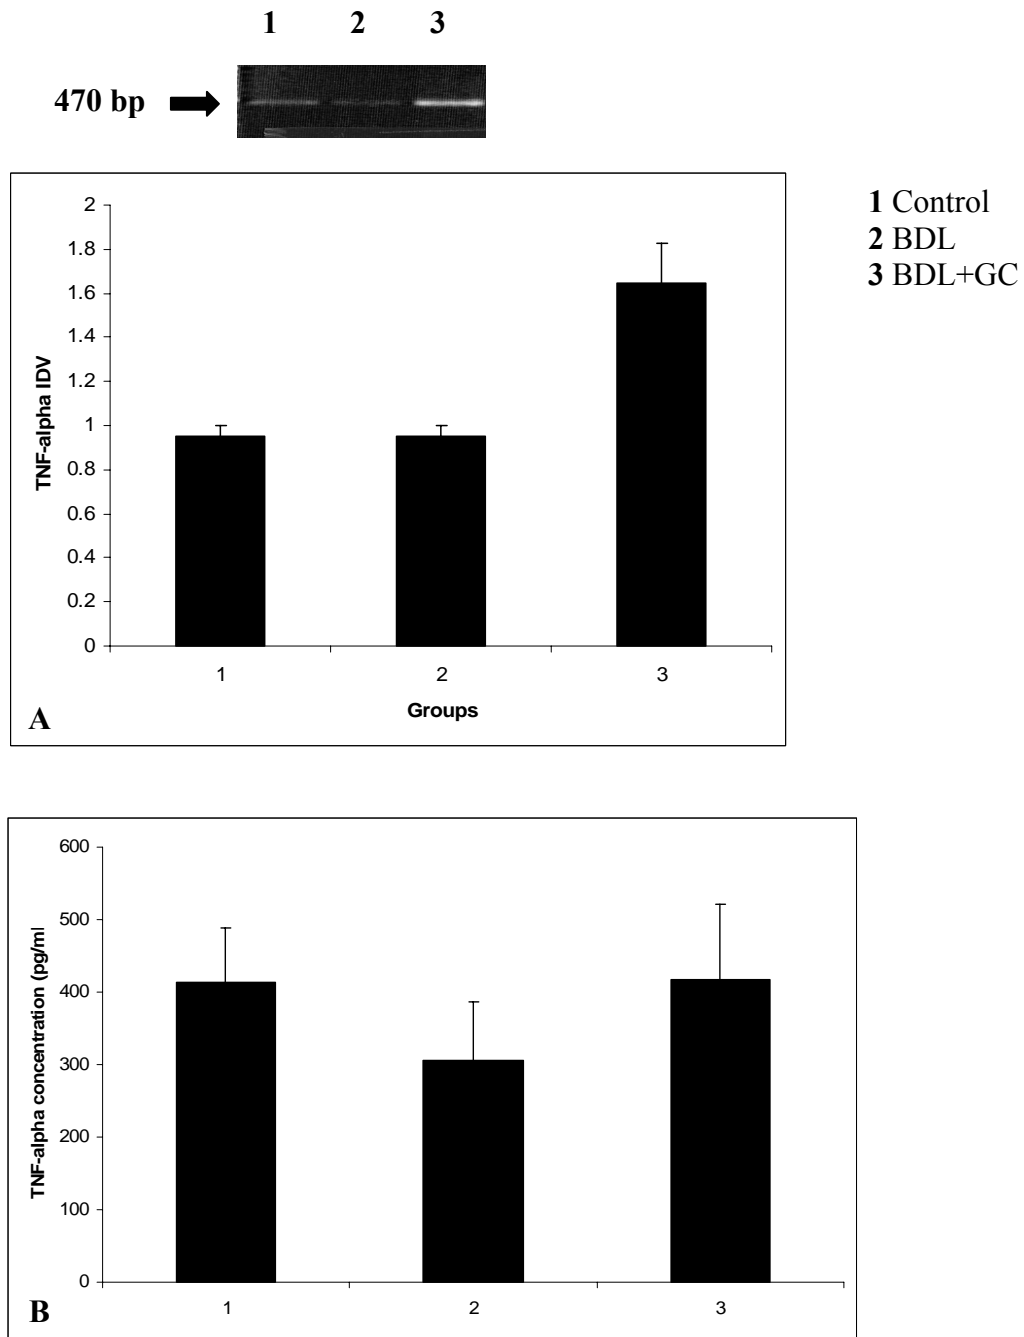 1 2 3
470 bp
1 Control
2 BDL
3 BDL+GC
2
1.8
1.6
1.4
1.2
1
0.8
0.6
0.4
0.2
0
TNF-alpha IDV
1 2 3
Groups
A
600
500
400
300
200
100
0
TNF-alpha concentration (pg/ml
1 2 3
B